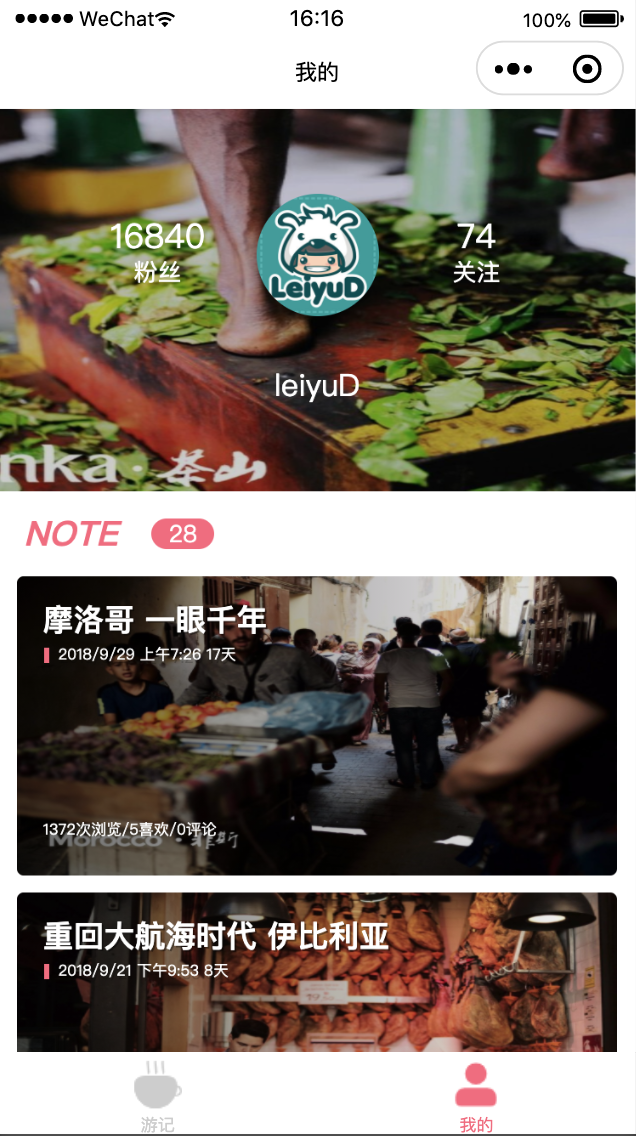 WeChat 16:16 100%
我的
16840 74
粉丝 关注
LeiyuD
leiyuD
nka · 茶山
NOTE 28
摩洛哥 一眼千年
2018/9/29 上午7:26 17天
1372次浏览/5喜欢/0评论
Morocco · 菲斯
重回大航海时代 伊比利亚
2018/9/21 下午9:53 8天
游记 我的